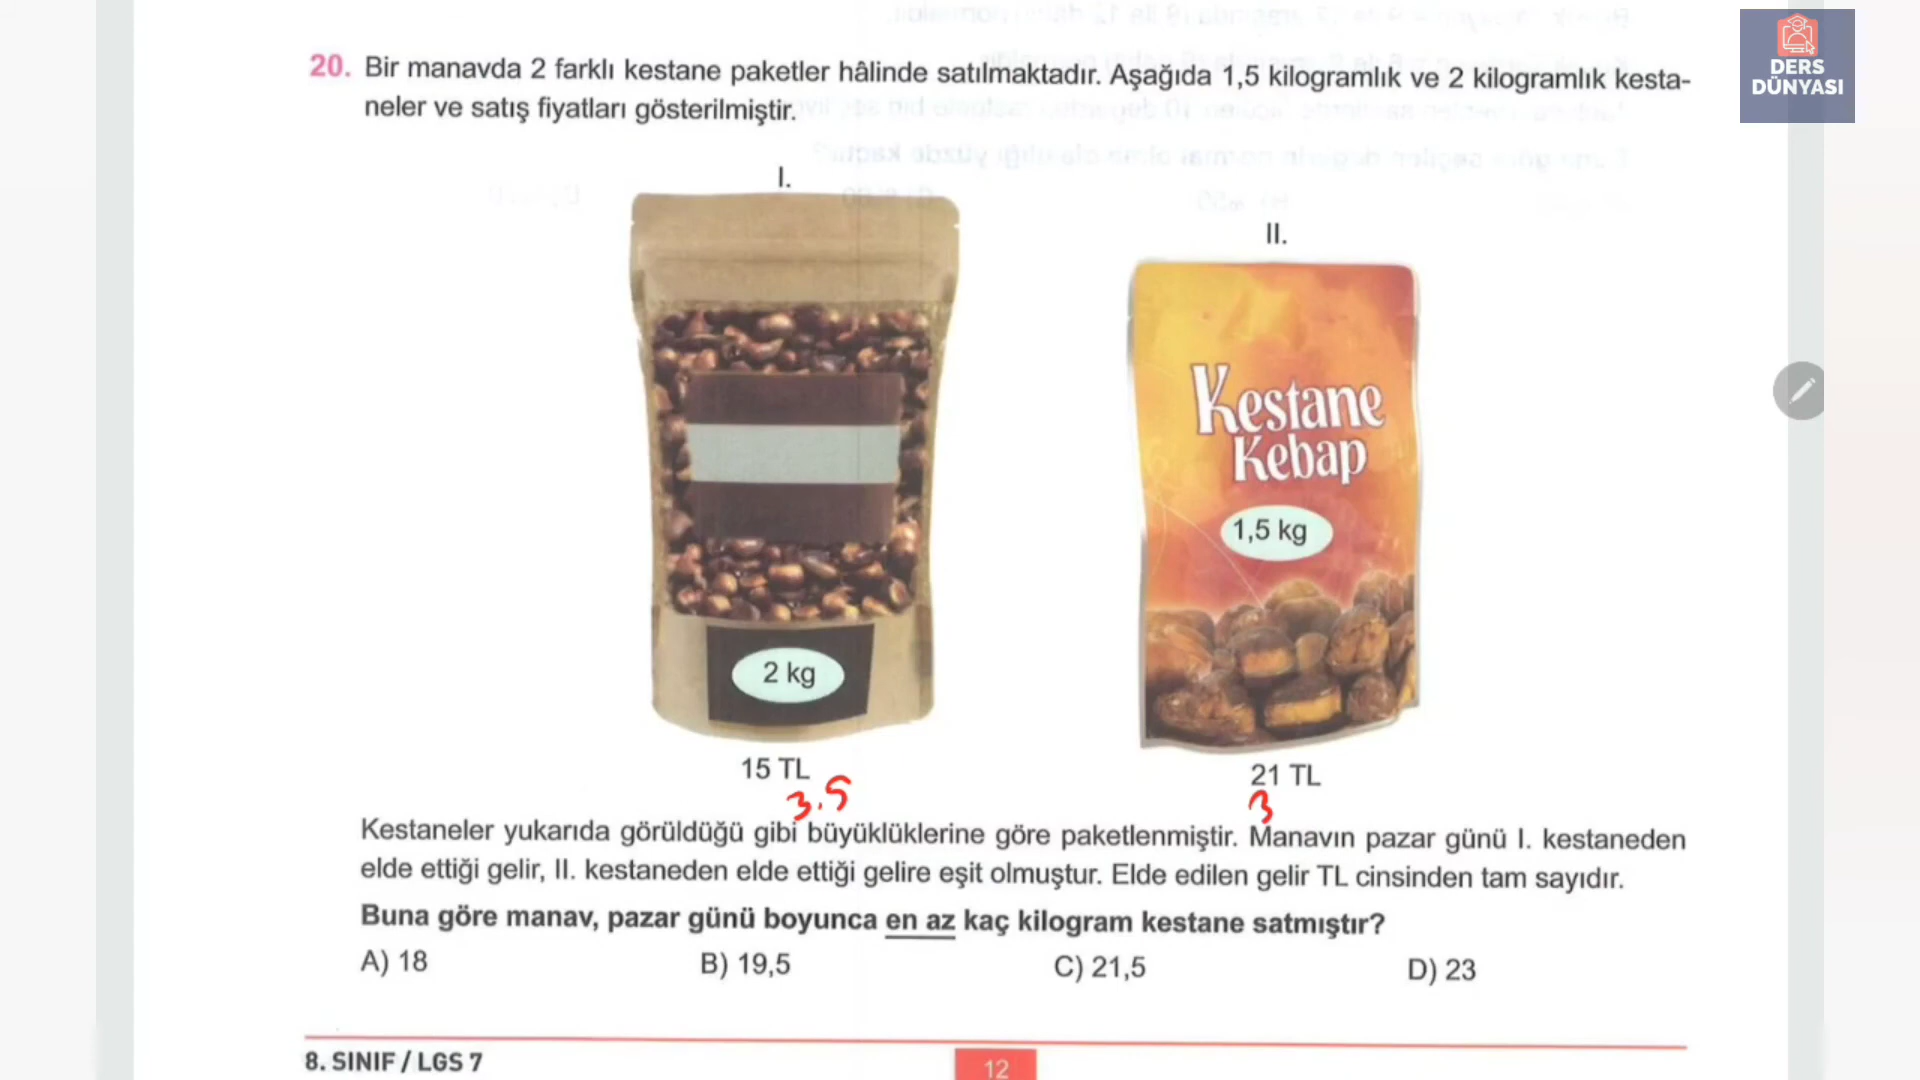 DERS
DÜNYASI
20. Bir manavda 2 farklı kestane paketler hâlinde satılmaktadır. Aşağıda 1,5 kilogramlık ve 2 kilogramlık kesta-
neler ve satış fiyatları gösterilmiştir.
I.
II.
Kestane
Kebap
1,5 kg
2 kg
15 TL
21 TL
3.5
3
Kestaneler yukarıda görüldüğü gibi büyüklüklerine göre paketlenmiştir. Manavın pazar günü I. kestaneden
elde ettiği gelir, II. kestaneden elde ettiği gelire eşit olmuştur. Elde edilen gelir TL cinsinden tam sayıdır.
Buna göre manav, pazar günü boyunca en az kaç kilogram kestane satmıştır?
A) 18 B) 19,5 C) 21,5 D) 23
8. SINIF / LGS 7
12